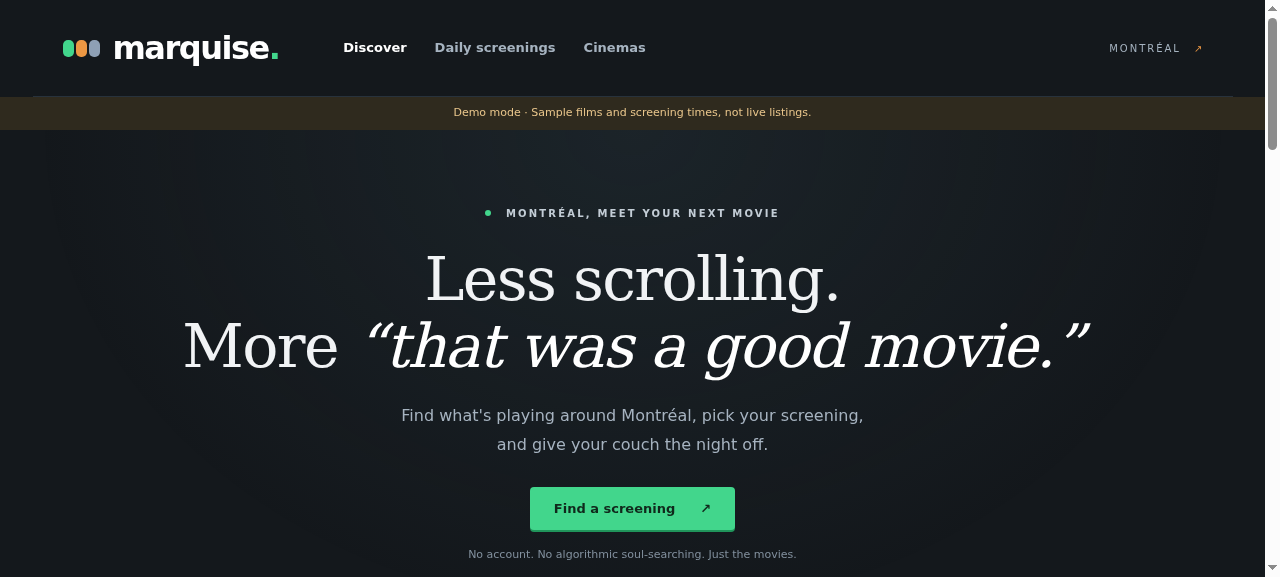 marquise.
Discover
Daily screenings
Cinemas
MONTRÉAL ↗
Demo mode · Sample films and screening times, not live listings.
MONTRÉAL, MEET YOUR NEXT MOVIE
Less scrolling.
More “that was a good movie.”
Find what's playing around Montréal, pick your screening,
and give your couch the night off.
Find a screening ↗
No account. No algorithmic soul-searching. Just the movies.